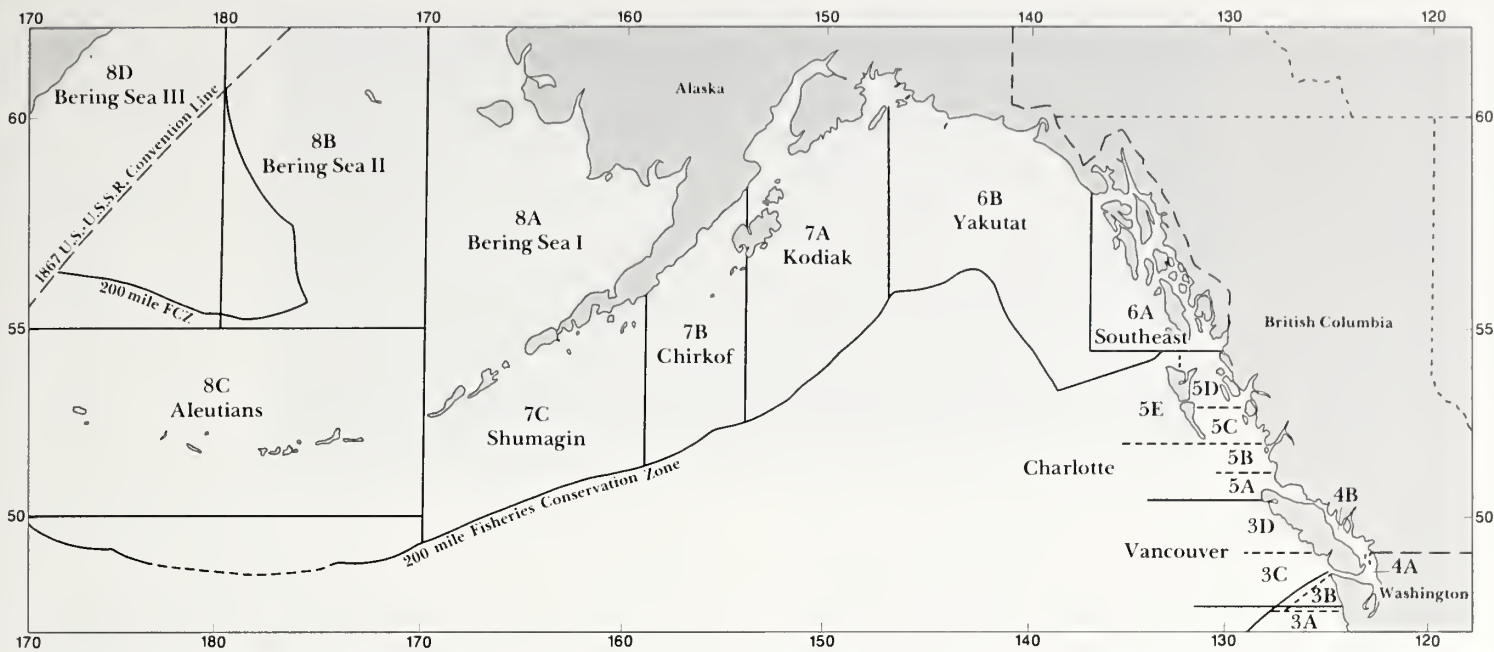 170 180 170 160 150 140 130 120
8D
Bering Sea III
1867 U.S.-U.S.S.R. Convention Line
8B
Bering Sea II
200 mile FCZ
8C
Aleutians
8A
Bering Sea I
Alaska
7A
Kodiak
7B
Chirkof
7C
Shumagin
200 mile Fisheries Conservation Zone
6B
Yakutat
6A
Southeast
British Columbia
5D
5E
5C
Charlotte
5B
5A
4B
3D
Vancouver
3C
4A
Washington
3B
3A
60
55
50
60
55
50
170 180 170 160 150 140 130 120